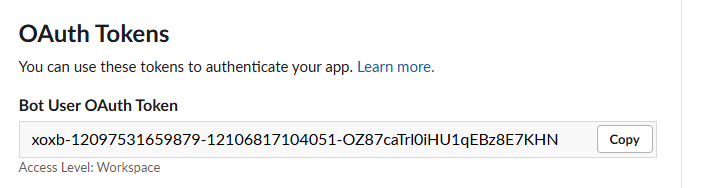 OAuth Tokens
You can use these tokens to authenticate your app. Learn more.
Bot User OAuth Token
xoxb-12097531659879-12106817104051-OZ87caTrl0iHU1qEBz8E7KHN
Copy
Access Level: Workspace